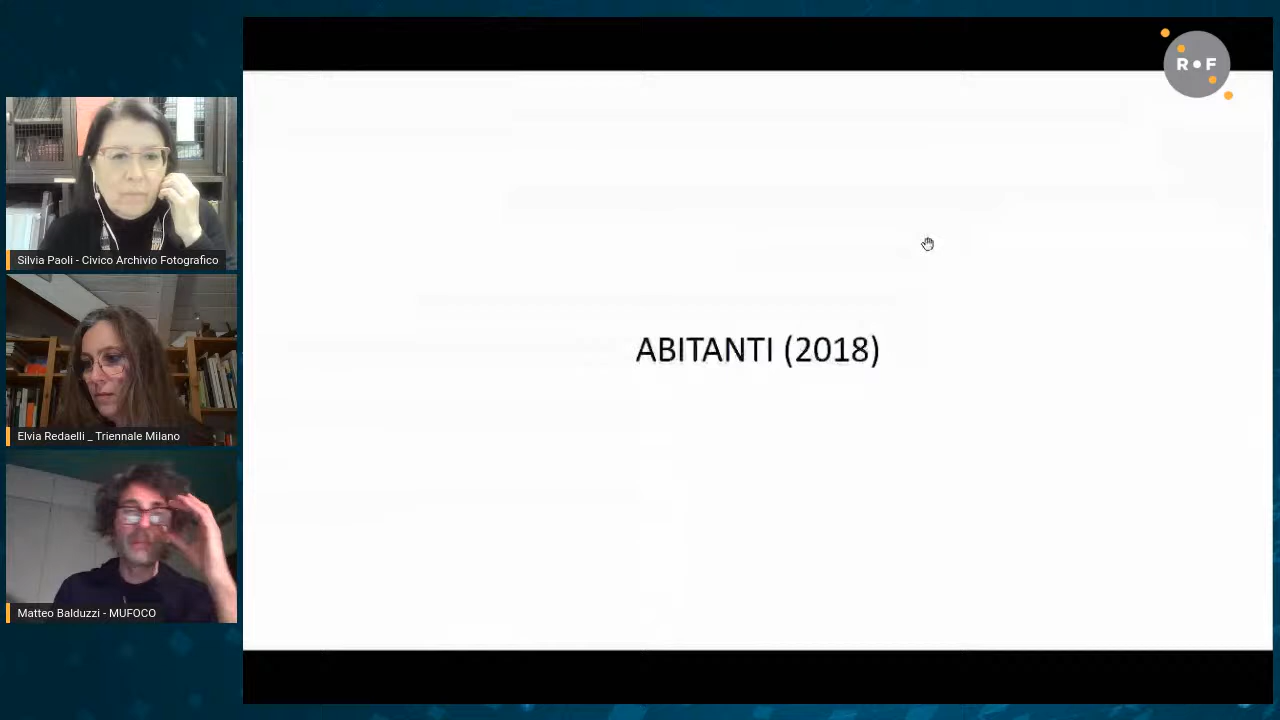 R•F
Silvia Paoli - Civico Archivio Fotografico
ABITANTI (2018)
Elvia Redaelli _ Triennale Milano
Matteo Balduzzi - MUFOCO